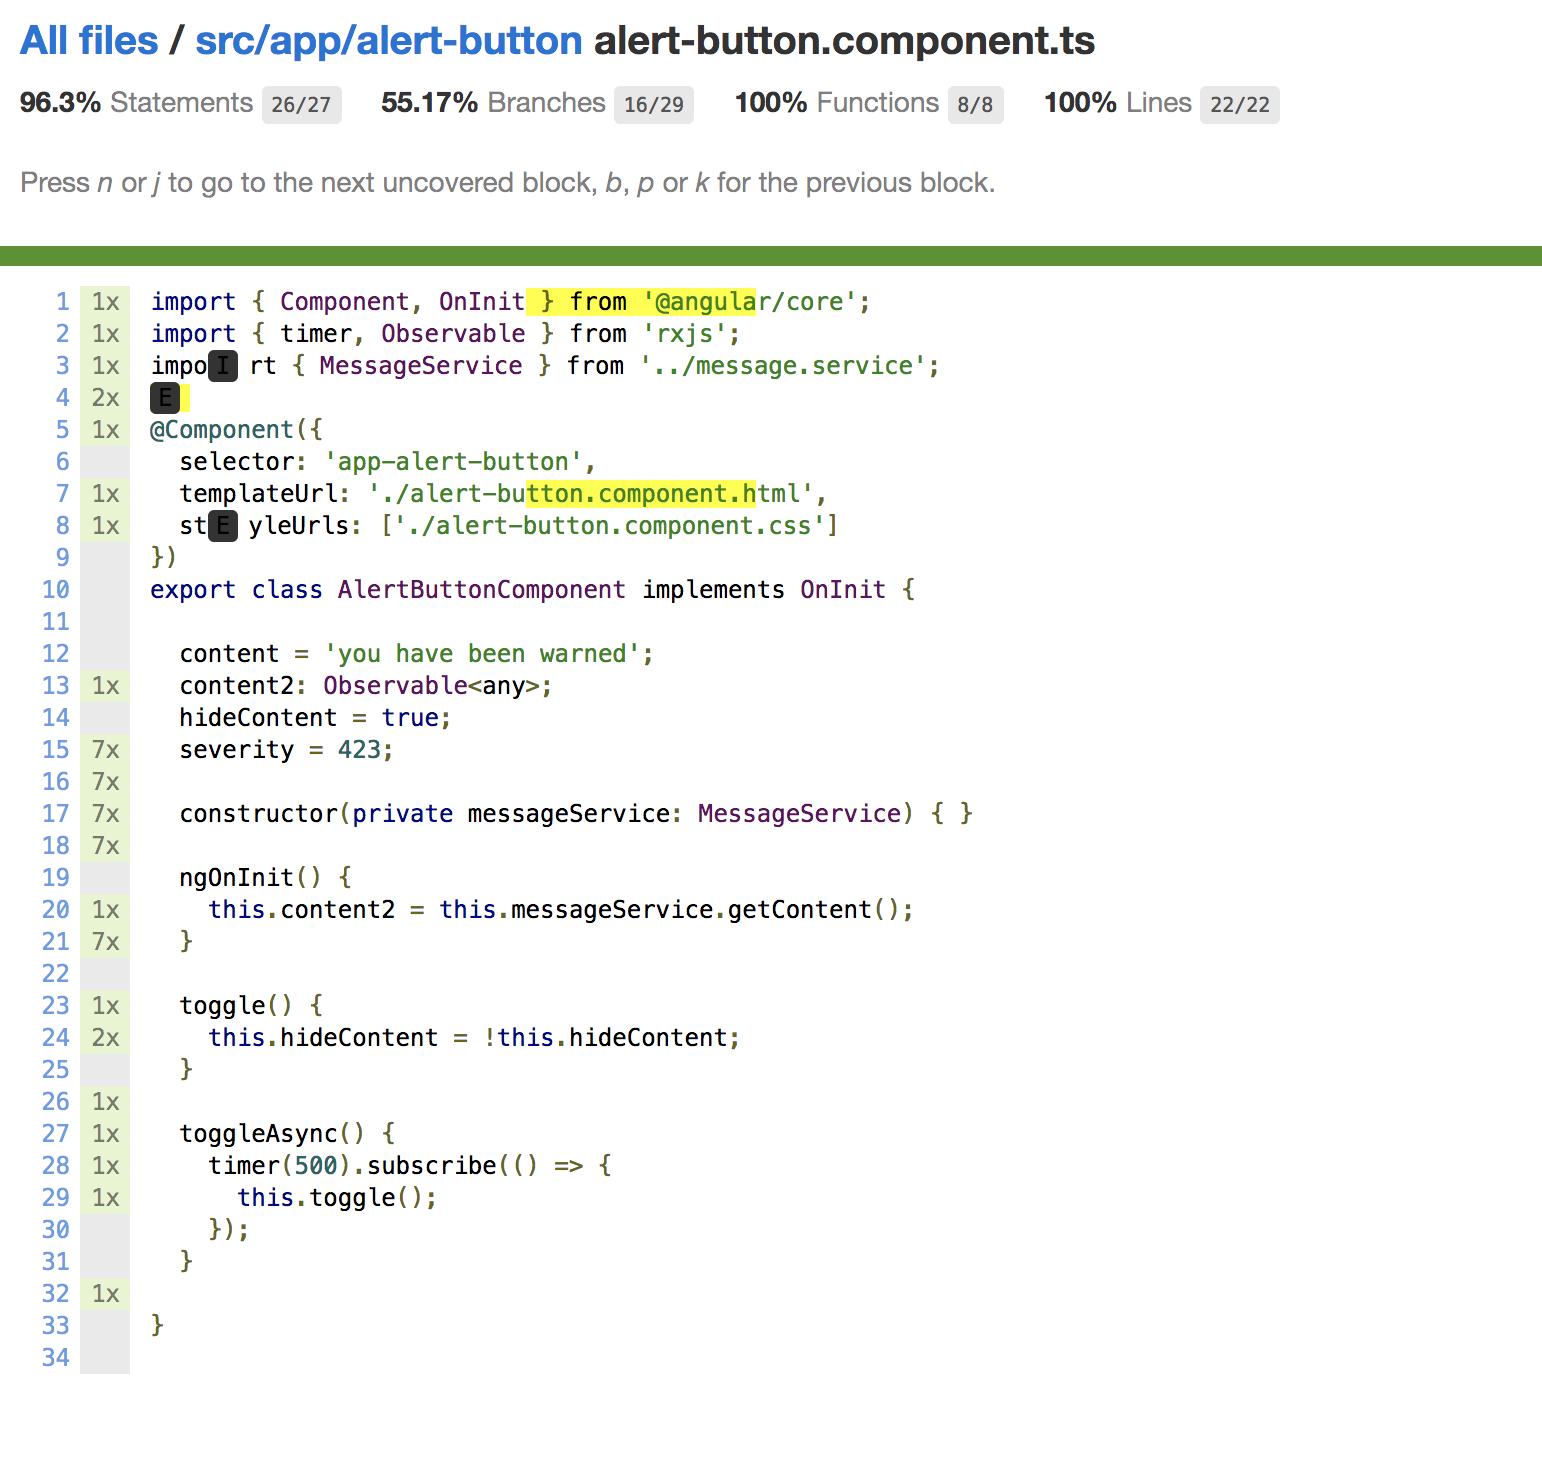 All files / src/app/alert-button alert-button.component.ts
96.3% Statements 26/27 55.17% Branches 16/29 100% Functions 8/8 100% Lines 22/22
Press n or j to go to the next uncovered block, b, p or k for the previous block.
1 1x import { Component, OnInit } from '@angular/core';
2 1x import { timer, Observable } from 'rxjs';
3 1x impo I rt { MessageService } from '../message.service';
4 2x E
5 1x @Component({
6 selector: 'app-alert-button',
7 1x templateUrl: './alert-button.component.html',
8 1x st E yleUrls: ['./alert-button.component.css']
9 })
10 export class AlertButtonComponent implements OnInit {
11
12 content = 'you have been warned';
13 1x content2: Observable<any>;
14 hideContent = true;
15 7x severity = 423;
16 7x
17 7x constructor(private messageService: MessageService) { }
18 7x
19 ngOnInit() {
20 1x this.content2 = this.messageService.getContent();
21 7x }
22
23 1x toggle() {
24 2x this.hideContent = !this.hideContent;
25 }
26 1x
27 1x toggleAsync() {
28 1x timer(500).subscribe(() => {
29 1x this.toggle();
30 });
31 }
32 1x
33 }
34